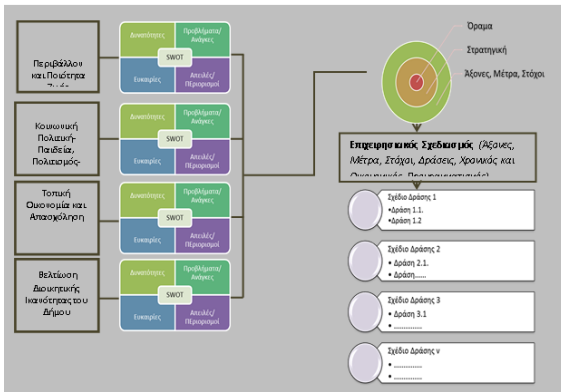 Περιβάλλον
και Ποιότητα
Ζωής
Δυνατότητες
Προβλήματα/
Ανάγκες
SWOT
Ευκαιρίες
Απειλές/
Περιορισμοί
Κοινωνική
Πολιτική-
Παιδεία,
Πολιτισμός-
Δυνατότητες
Προβλήματα/
Ανάγκες
SWOT
Ευκαιρίες
Απειλές/
Περιορισμοί
Τοπική
Οικονομία και
Απασχόληση
Δυνατότητες
Προβλήματα/
Ανάγκες
SWOT
Ευκαιρίες
Απειλές/
Περιορισμοί
Βελτίωση
Διοικητικής
Ικανότητας του
Δήμου
Δυνατότητες
Προβλήματα/
Ανάγκες
SWOT
Ευκαιρίες
Απειλές/
Περιορισμοί
Όραμα
Στρατηγική
Άξονες, Μέτρα, Στόχοι
Επιχειρησιακός Σχεδιασμός (Άξονες,
Μέτρα, Στόχοι, Δράσεις, Χρονικός και
Οικονομικός Προγραμματισμός)
Σχέδιο Δράσης 1
•Δράση 1.1.
•Δράση 1.2
Σχέδιο Δράσης 2
• Δράση 2.1.
• Δράση......
Σχέδιο Δράσης 3
• Δράση 3.1
• ..............
Σχέδιο Δράσης ν
• ..............
• ..............